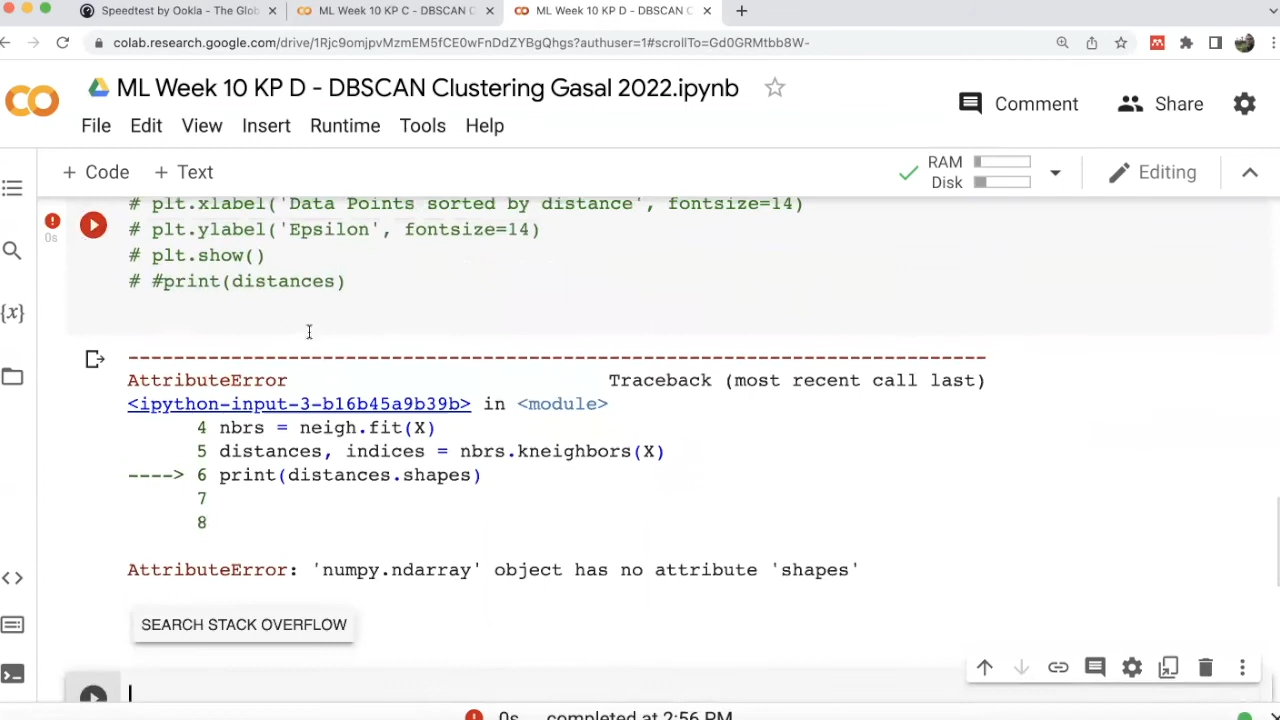 Speedtest by Ookla - The Glob
ML Week 10 KP C - DBSCAN C
ML Week 10 KP D - DBSCAN C
colab.research.google.com/drive/1Rjc9omjpvMzmEM5fCE0wFnDdZYBgQhgs?authuser=1#scrollTo=Gd0GRMtbb8W-
ML Week 10 KP D - DBSCAN Clustering Gasal 2022.ipynb
Comment
Share
File Edit View Insert Runtime Tools Help
+ Code + Text
RAM
Disk
Editing
# plt.xlabel('Data Points sorted by distance', fontsize=14)
# plt.ylabel('Epsilon', fontsize=14)
0s
# plt.show()
# #print(distances)
{x}
---------------------------------------------------------------------------
AttributeError Traceback (most recent call last)
<ipython-input-3-b16b45a9b39b> in <module>
4 nbrs = neigh.fit(X)
5 distances, indices = nbrs.kneighbors(X)
----> 6 print(distances.shapes)
7
8
AttributeError: 'numpy.ndarray' object has no attribute 'shapes'
SEARCH STACK OVERFLOW
0s completed at 2:56 PM